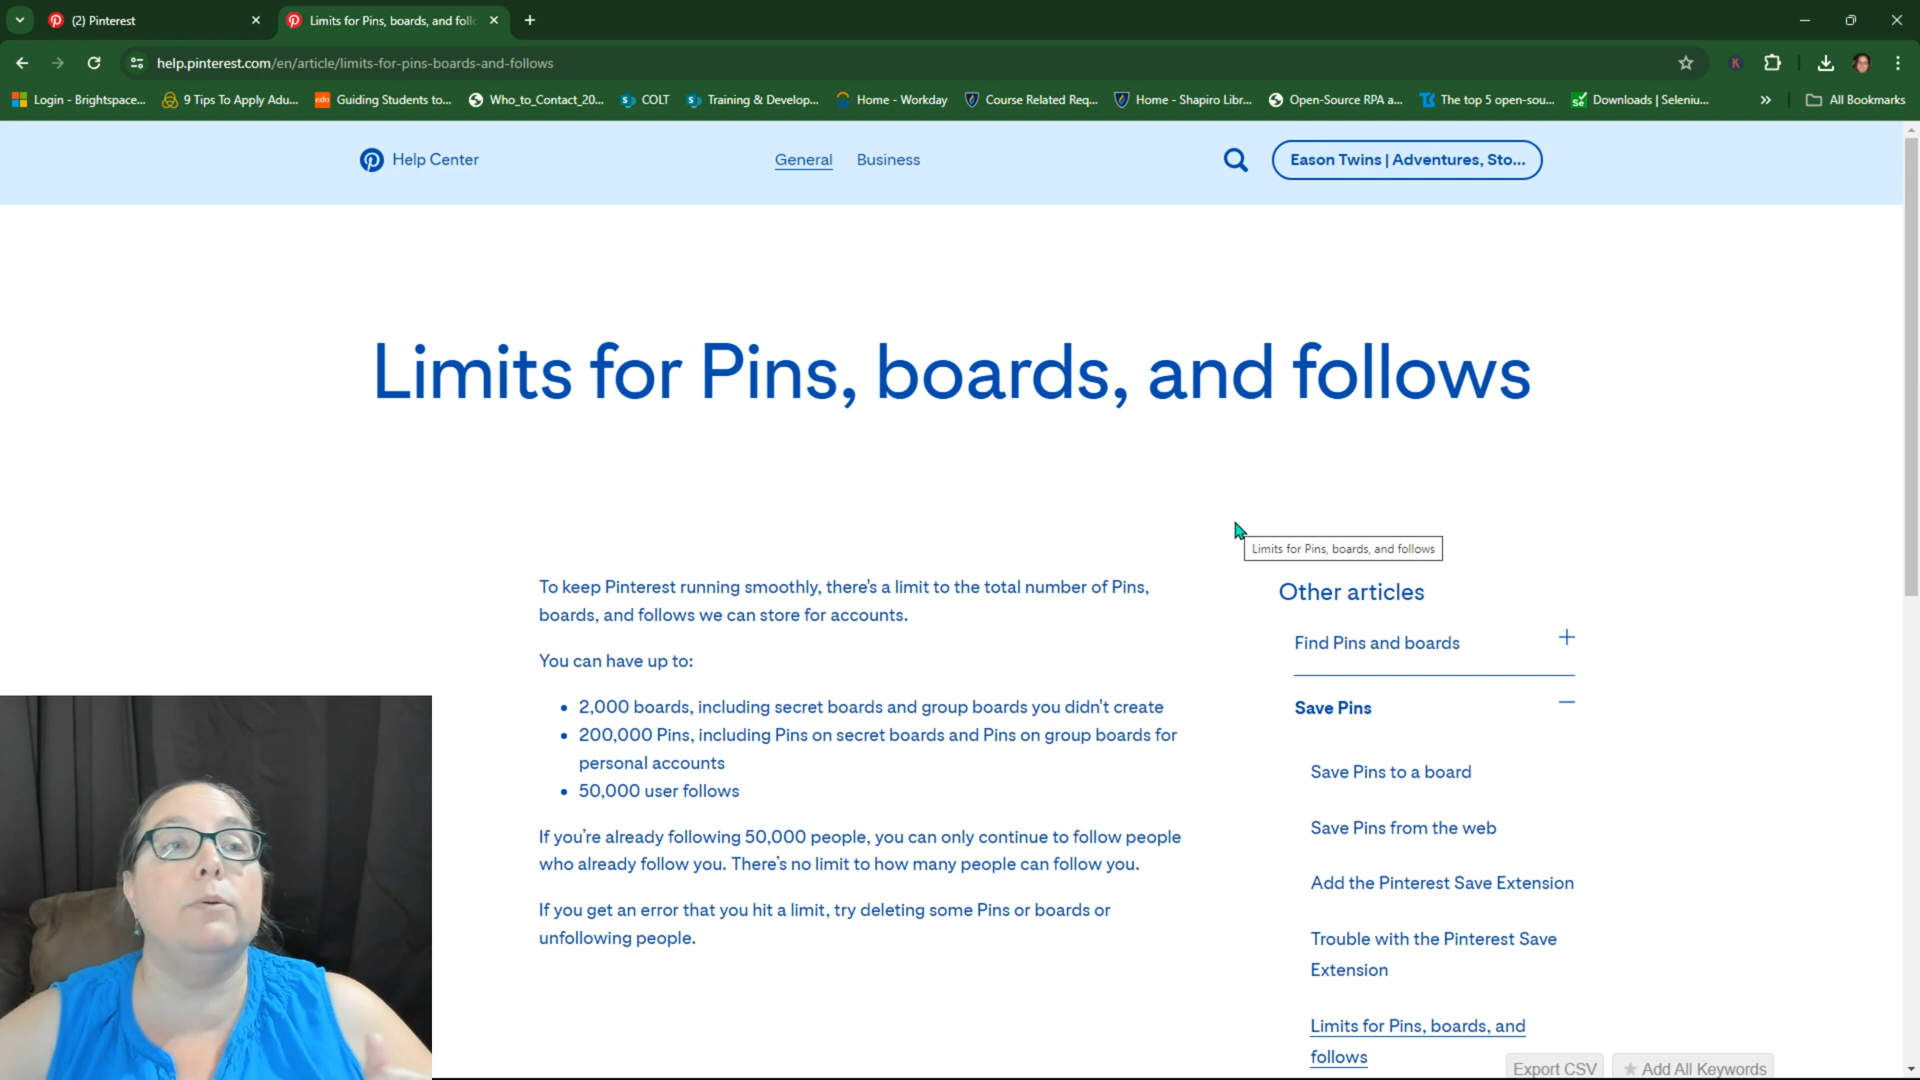 (2) Pinterest
Limits for Pins, boards, and foll
help.pinterest.com/en/article/limits-for-pins-boards-and-follows
Login - Brightspace...
9 Tips To Apply Adu...
edu
Guiding Students to...
Who_to_Contact_20...
COLT
Training & Develop...
Home - Workday
Course Related Req...
Home - Shapiro Libr...
Open-Source RPA a...
The top 5 open-sou...
Se
Downloads | Seleniu...
All Bookmarks
Help Center
General
Business
Eason Twins | Adventures, Sto...
Limits for Pins, boards, and follows
Limits for Pins, boards, and follows
To keep Pinterest running smoothly, there's a limit to the total number of Pins,
boards, and follows we can store for accounts.
You can have up to:
• 2,000 boards, including secret boards and group boards you didn't create
• 200,000 Pins, including Pins on secret boards and Pins on group boards for
personal accounts
• 50,000 user follows
If you’re already following 50,000 people, you can only continue to follow people
who already follow you. There’s no limit to how many people can follow you.
If you get an error that you hit a limit, try deleting some Pins or boards or
unfollowing people.
Other articles
Find Pins and boards
Save Pins
Save Pins to a board
Save Pins from the web
Add the Pinterest Save Extension
Trouble with the Pinterest Save
Extension
Limits for Pins, boards, and
follows
Export CSV
★ Add All Keywords